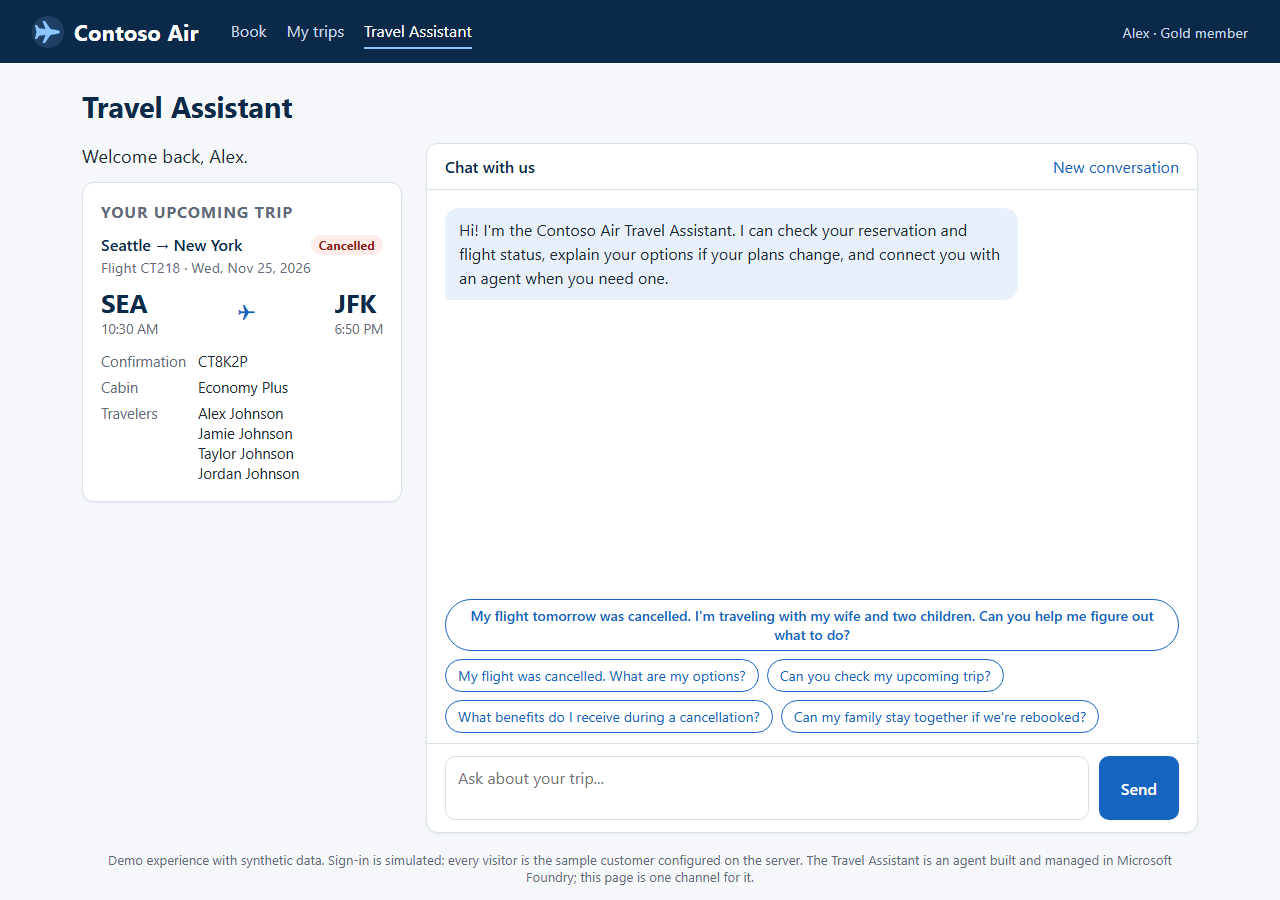 Contoso Air
Book
My trips
Travel Assistant
Alex · Gold member
Travel Assistant
Welcome back, Alex.
YOUR UPCOMING TRIP
Seattle → New York
Cancelled
Flight CT218 · Wed, Nov 25, 2026
SEA
JFK
10:30 AM
6:50 PM
Confirmation CT8K2P
Cabin Economy Plus
Travelers Alex Johnson
Jamie Johnson
Taylor Johnson
Jordan Johnson
Chat with us
New conversation
Hi! I'm the Contoso Air Travel Assistant. I can check your reservation and
flight status, explain your options if your plans change, and connect you with
an agent when you need one.
My flight tomorrow was cancelled. I'm traveling with my wife and two children. Can you help me figure out
what to do?
My flight was cancelled. What are my options?
Can you check my upcoming trip?
What benefits do I receive during a cancellation?
Can my family stay together if we're rebooked?
Ask about your trip...
Send
Demo experience with synthetic data. Sign-in is simulated: every visitor is the sample customer configured on the server. The Travel Assistant is an agent built and managed in Microsoft
Foundry; this page is one channel for it.